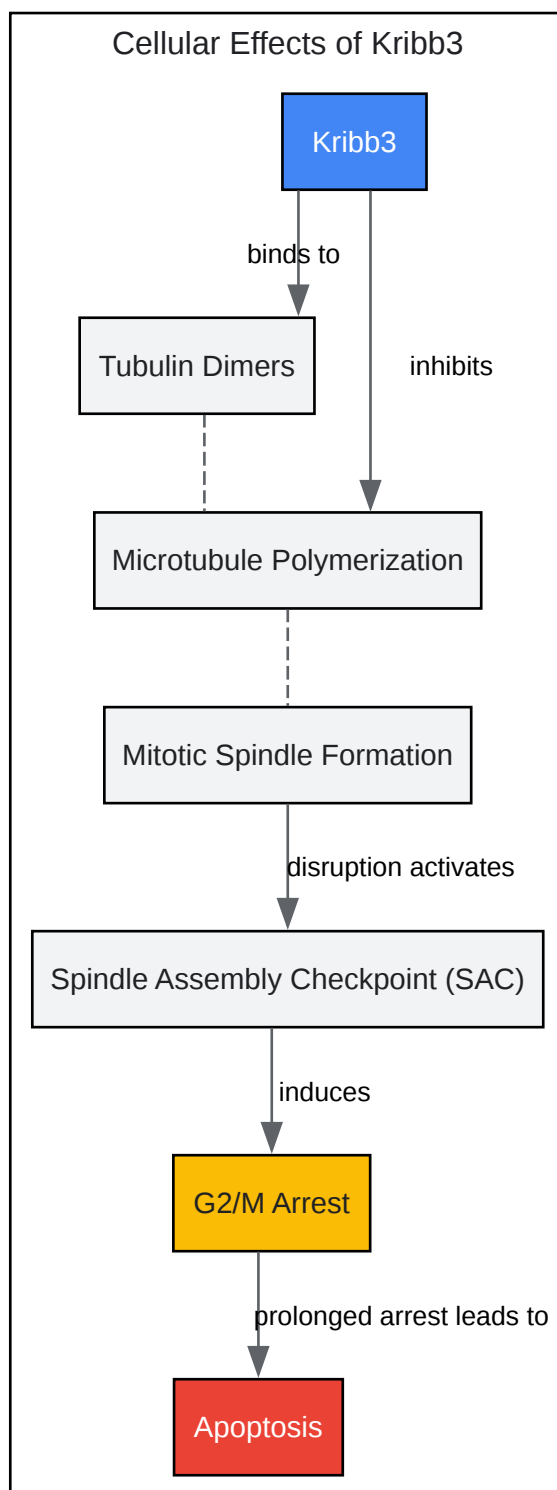 Cellular Effects of Kribb3
Kribb3
binds to
Tubulin Dimers
inhibits
Microtubule Polymerization
Mitotic Spindle Formation
disruption activates
Spindle Assembly Checkpoint (SAC)
induces
G2/M Arrest
prolonged arrest leads to
Apoptosis